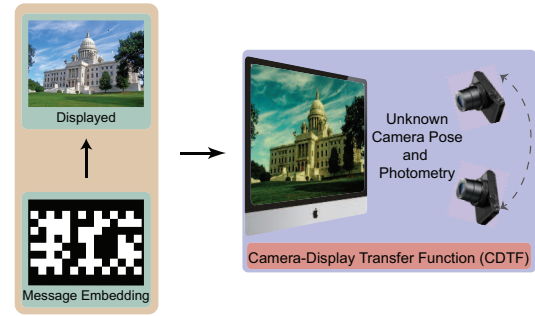 Displayed
Message Embedding
Unknown
Camera Pose
and
Photometry
Camera-Display Transfer Function (CDTF)